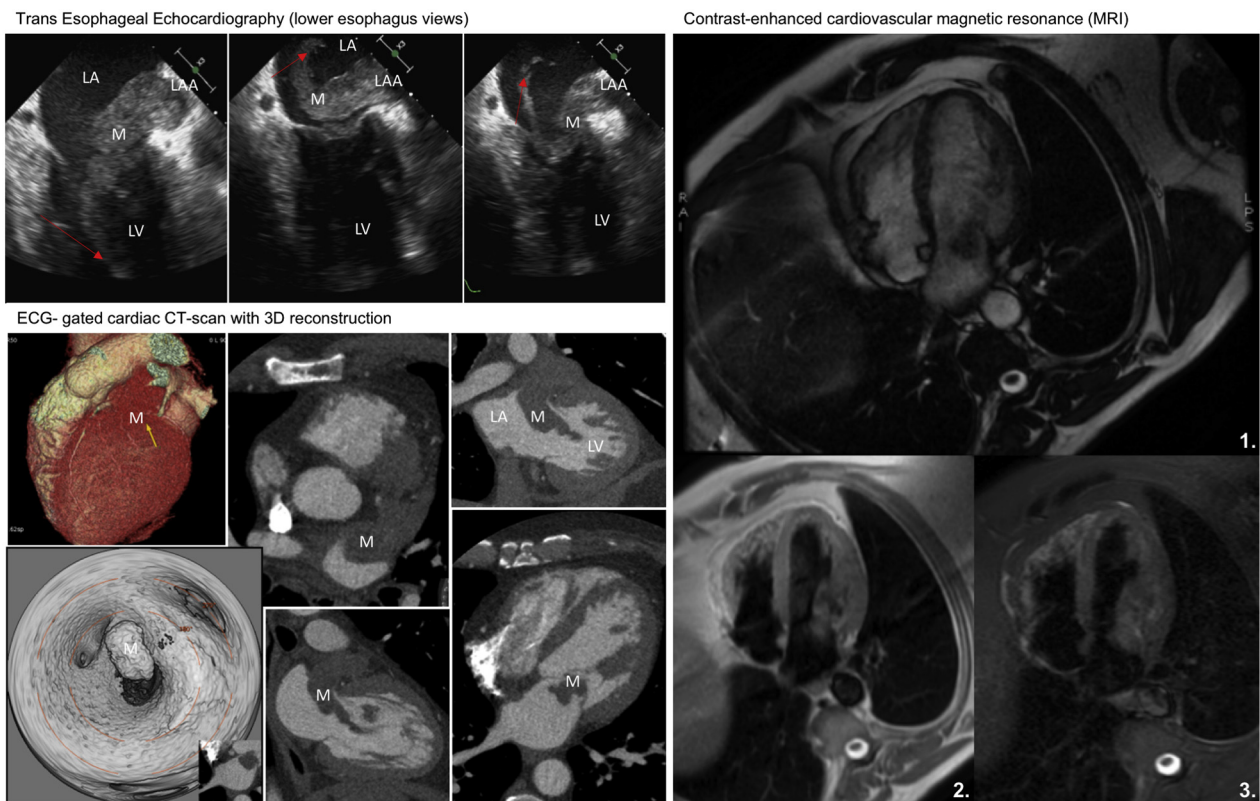 Trans Esophageal Echocardiography (lower esophagus views)
LA
LAA
M
LV
LA
LAA
M
LV
LAA
M
LV
ECG- gated cardiac CT-scan with 3D reconstruction
M
M
LA
M
LV
M
M
M
Contrast-enhanced cardiovascular magnetic resonance (MRI)
R
A
I
L
P
S
1.
2.
3.